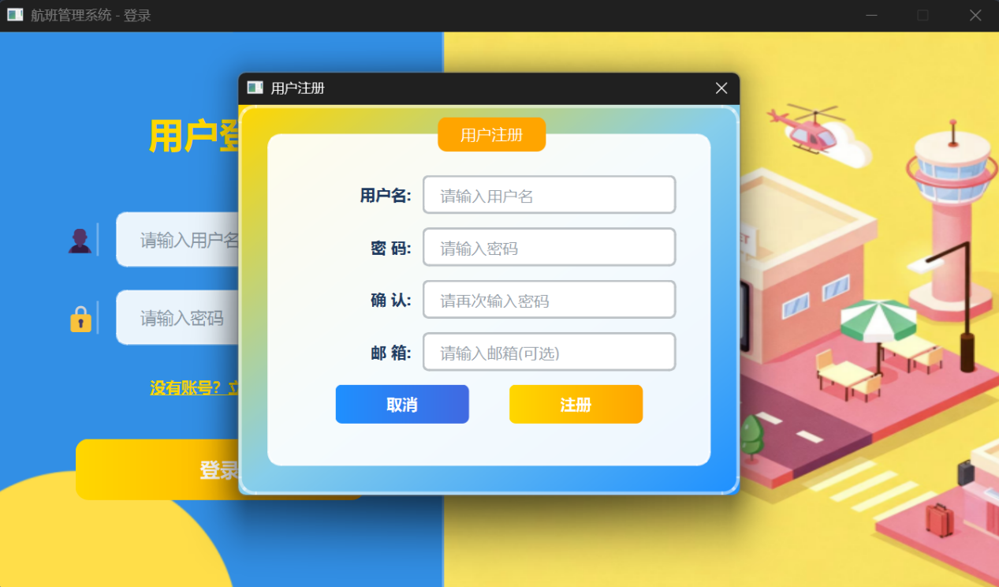 航班管理系统 - 登录
用户注册
用户注册
用户名: 请输入用户名
密 码: 请输入密码
确 认: 请再次输入密码
邮 箱: 请输入邮箱(可选)
取消 注册
用户登
请输入用户名
请输入密码
没有账号？立
登录